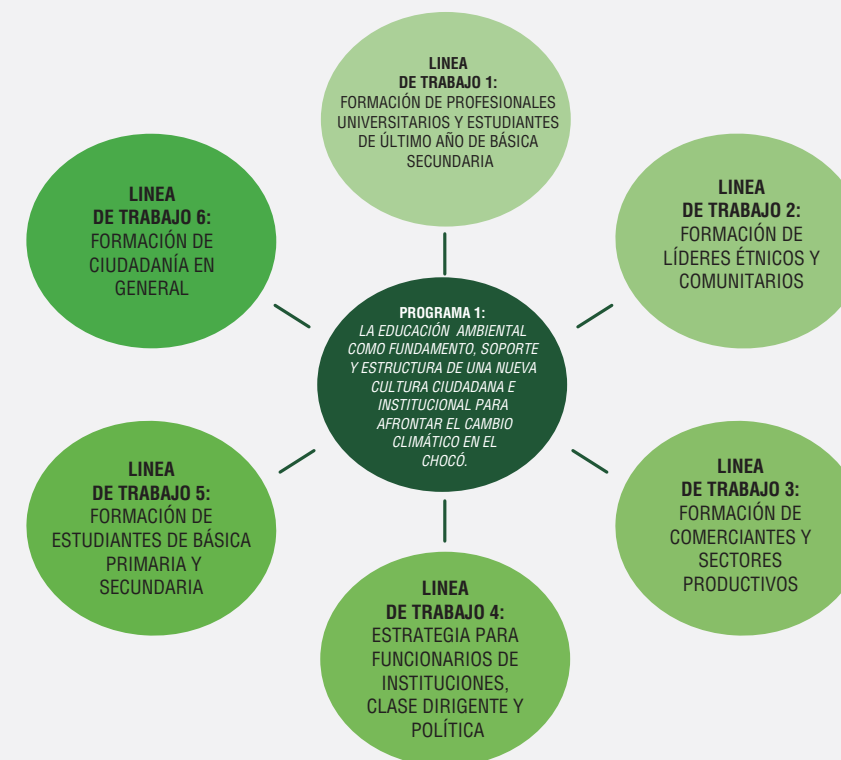 LINEA
DE TRABAJO 1:
FORMACIÓN DE PROFESIONALES
UNIVERSITARIOS Y ESTUDIANTES
DE ÚLTIMO AÑO DE BÁSICA
SECUNDARIA
LINEA
DE TRABAJO 2:
FORMACIÓN DE
LÍDERES ÉTNICOS Y
COMUNITARIOS
LINEA
DE TRABAJO 3:
FORMACIÓN DE
COMERCIANTES Y
SECTORES
PRODUCTIVOS
LINEA
DE TRABAJO 4:
ESTRATEGIA PARA
FUNCIONARIOS DE
INSTITUCIONES,
CLASE DIRIGENTE Y
POLÍTICA
LINEA
DE TRABAJO 5:
FORMACIÓN DE
ESTUDIANTES DE BÁSICA
PRIMARIA Y
SECUNDARIA
LINEA
DE TRABAJO 6:
FORMACIÓN DE
CIUDADANÍA EN
GENERAL
PROGRAMA 1:
LA EDUCACIÓN AMBIENTAL
COMO FUNDAMENTO, SOPORTE
Y ESTRUCTURA DE UNA NUEVA
CULTURA CIUDADANA E
INSTITUCIONAL PARA
AFRONTAR EL CAMBIO
CLIMÁTICO EN EL
CHOCÓ.